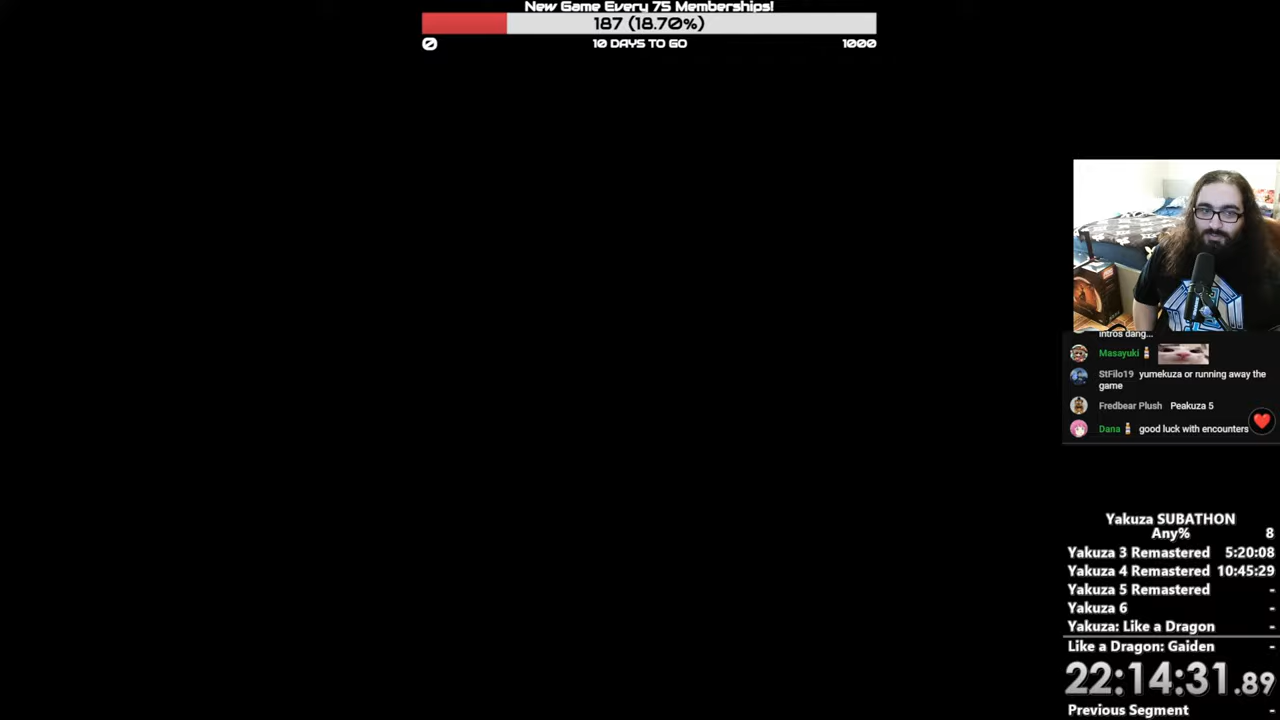 New Game Every 75 Memberships!
187 (18.70%)
0 10 DAYS TO GO 1000
intros dang...
Masayuki
StFilo19 yumekuza or running away the
game
Fredbear Plush Peakuza 5
Dana good luck with encounters
Yakuza SUBATHON
Any% 8
Yakuza 3 Remastered 5:20:08
Yakuza 4 Remastered 10:45:29
Yakuza 5 Remastered -
Yakuza 6 -
Yakuza: Like a Dragon -
Like a Dragon: Gaiden -
22:14:31.89
Previous Segment -